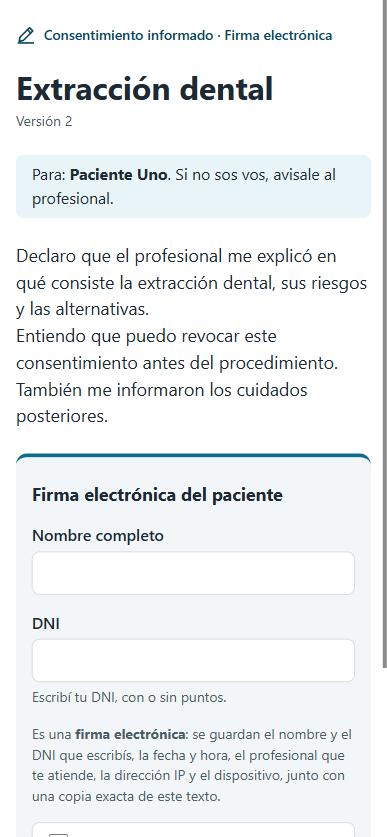 Consentimiento informado · Firma electrónica
Extracción dental
Versión 2
Para: Paciente Uno. Si no sos vos, avisale al
profesional.
Declaro que el profesional me explicó en
qué consiste la extracción dental, sus riesgos
y las alternativas.
Entiendo que puedo revocar este
consentimiento antes del procedimiento.
También me informaron los cuidados
posteriores.
Firma electrónica del paciente
Nombre completo
DNI
Escribí tu DNI, con o sin puntos.
Es una firma electrónica: se guardan el nombre y el
DNI que escribís, la fecha y hora, el profesional que
te atiende, la dirección IP y el dispositivo, junto con
una copia exacta de este texto.